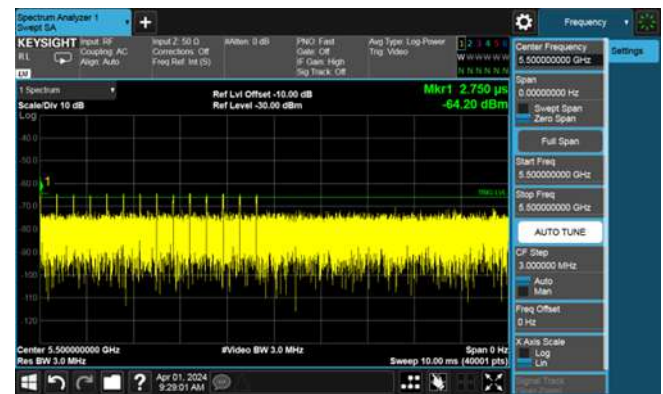 Spectrum Analyzer 1
Swept SA
+
Frequency
KEYSIGHT
RL
Input: RF
Coupling: AC
Align: Auto
Input Z: 50 Ω
Corrections: Off
Freq Ref: Int (S)
#Atten: 0 dB
PNO: Fast
Gate: Off
IF Gain: High
Sig Track: Off
Avg Type: Log-Power
Trig: Video
1 2 3 4 5 6
W W W W W W
N N N N N N
LM
1 Spectrum
Scale/Div 10 dB
Log
Ref Lvl Offset -10.00 dB
Ref Level -30.00 dBm
Mkr1 2.750 µs
-64.20 dBm
-40.0
-50.0
-60.0
1
TRIG LVL
-70.0
-80.0
-90.0
-100
-110
-120
Center 5.500000000 GHz
Res BW 3.0 MHz
#Video BW 3.0 MHz
Span 0 Hz
Sweep 10.00 ms (40001 pts)
Center Frequency
5.500000000 GHz
Settings
Span
0.00000000 Hz
Swept Span
Zero Span
Full Span
Start Freq
5.500000000 GHz
Stop Freq
5.500000000 GHz
AUTO TUNE
CF Step
3.000000 MHz
Auto
Man
Freq Offset
0 Hz
X Axis Scale
Log
Lin
Signal Track
(Span Zoom)
?
Apr 01, 2024
9:29:01 AM